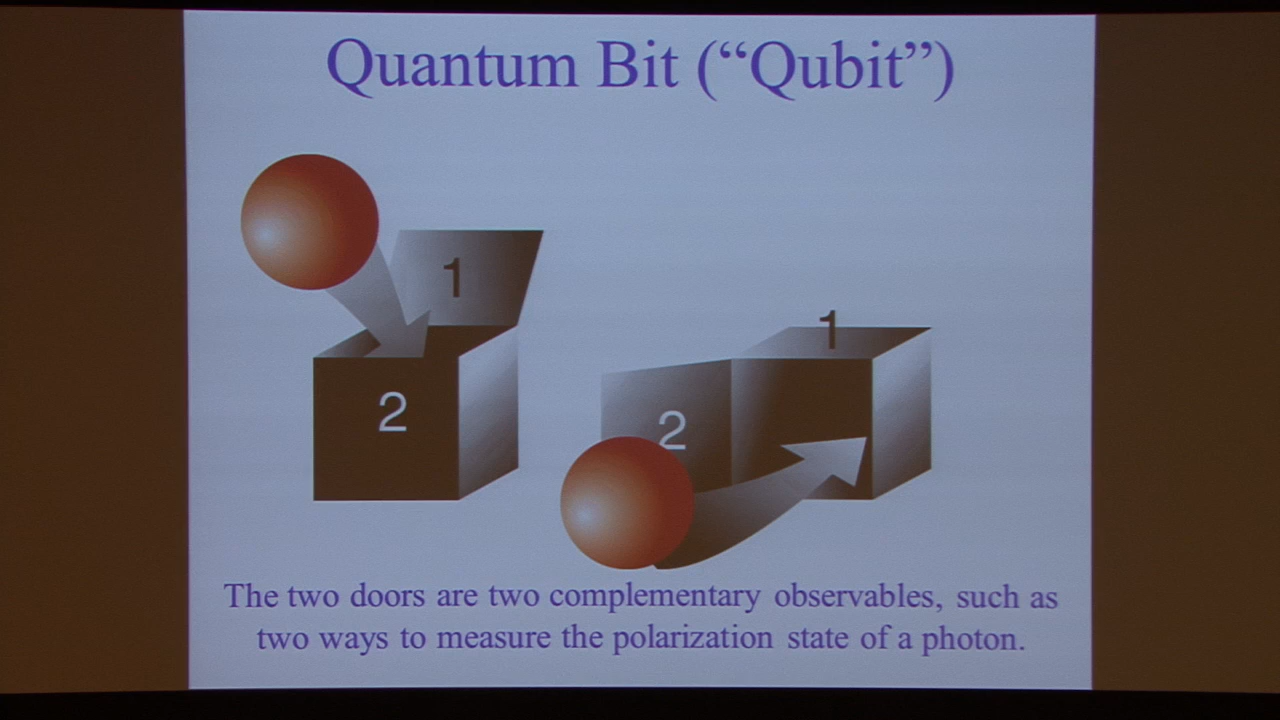 Quantum Bit (“Qubit”)
1
2
1
2
The two doors are two complementary observables, such as
two ways to measure the polarization state of a photon.